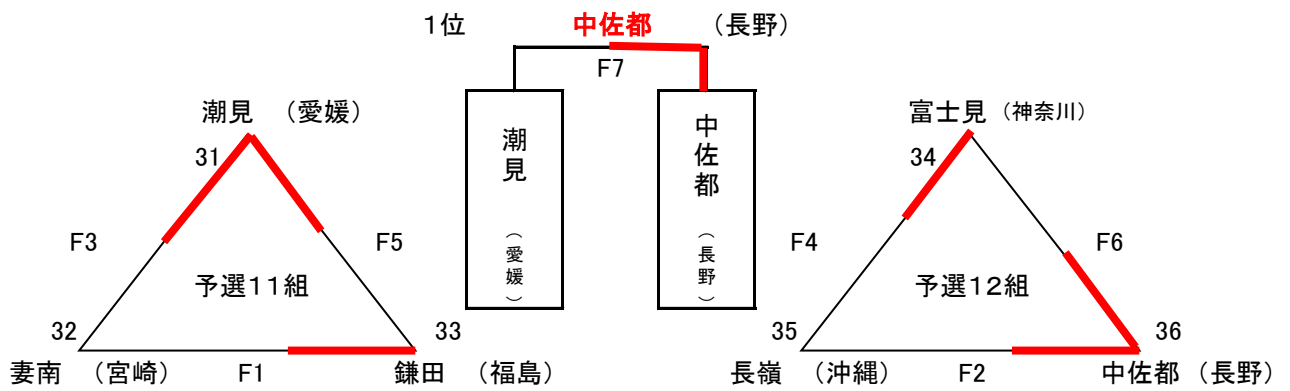 1位 中佐都 (長野)
F7
潮見 (愛媛)
31
F3
F5
予選11組
32
33
妻南 (宮崎)
F1
鎌田 (福島)
潮見 (愛媛)
中佐都 (長野)
富士見 (神奈川)
34
F4
F6
予選12組
35
36
長嶺 (沖縄)
F2
中佐都 (長野)